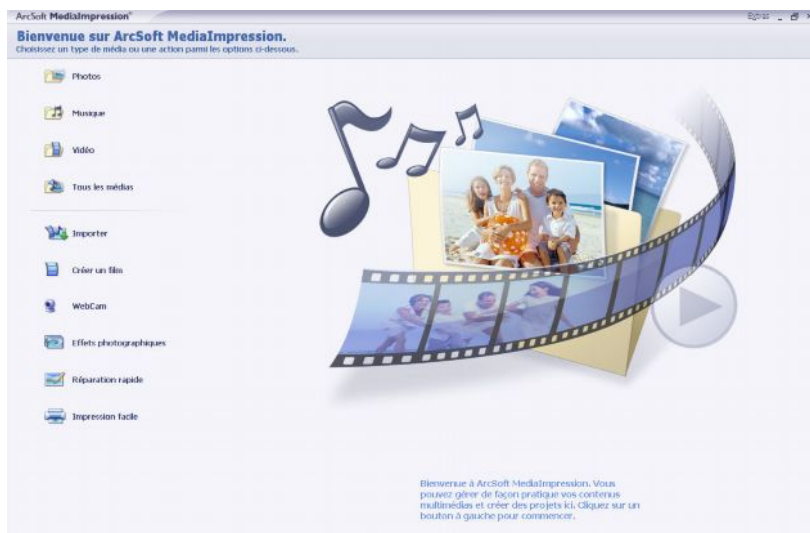 ArcSoft MediaImpression®
Extras
Bienvenue sur ArcSoft MediaImpression.
Choisissez un type de média ou une action parmi les options ci-dessous.
Photos
Musique
Vidéo
Tous les médias
Importer
Créer un film
WebCam
Effets photographiques
Réparation rapide
Impression facile
Bienvenue à ArcSoft MediaImpression. Vous
pouvez gérer de façon pratique vos contenus
multimédias et créer des projets ici. Cliquez sur un
bouton à gauche pour commencer.